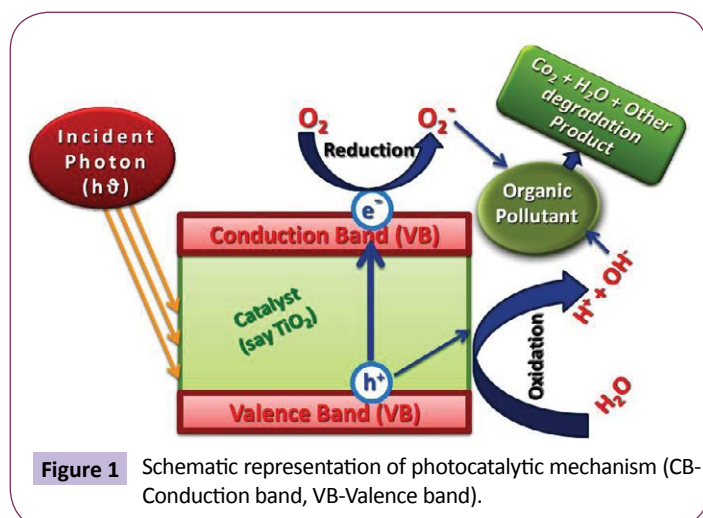 Incident
Photon
(hϑ)
O₂
Reduction
O₂⁻
Co₂ + H₂O + Other
degradation
Product
Organic
Pollutant
e⁻
Conduction Band (VB)
Catalyst
(say TiO₂)
h⁺
Valence Band (VB)
Oxidation
H⁺ + OH⁻
H₂O
Figure 1 Schematic representation of photocatalytic mechanism (CB-
Conduction band, VB-Valence band).